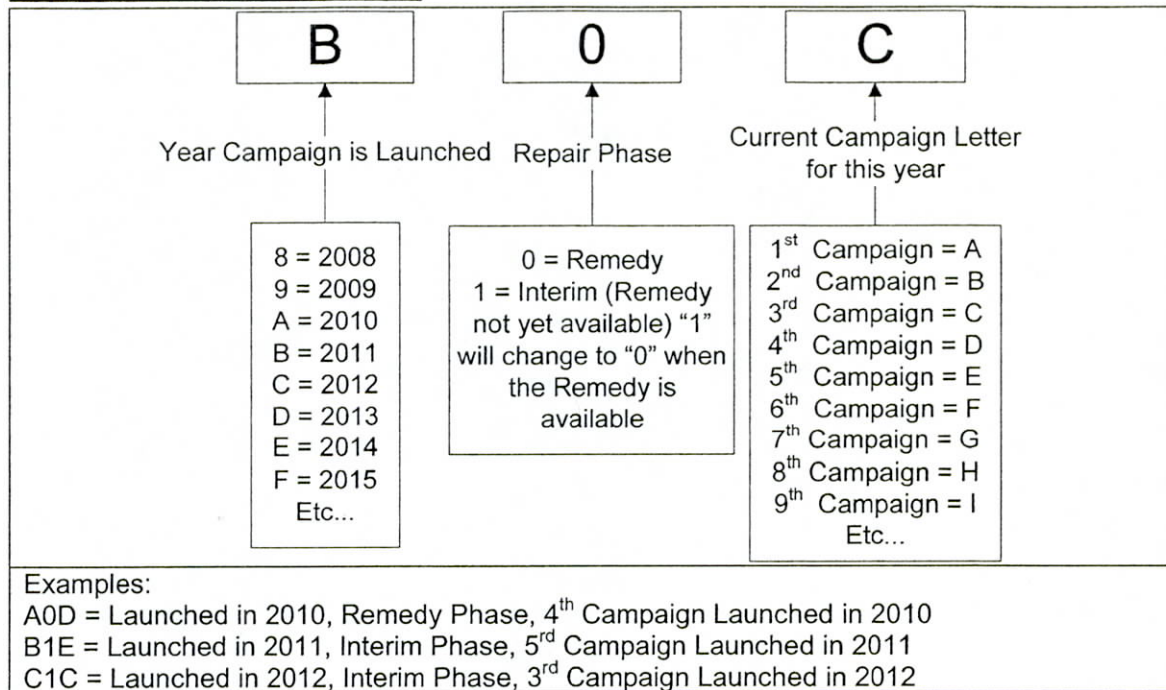 B 0 C
Year Campaign is Launched
Repair Phase
Current Campaign Letter
for this year
8 = 2008
9 = 2009
A = 2010
B = 2011
C = 2012
D = 2013
E = 2014
F = 2015
Etc...
0 = Remedy
1 = Interim (Remedy
not yet available) “1”
will change to “0” when
the Remedy is
available
1st Campaign = A
2nd Campaign = B
3rd Campaign = C
4th Campaign = D
5th Campaign = E
6th Campaign = F
7th Campaign = G
8th Campaign = H
9th Campaign = I
Etc...
Examples:
A0D = Launched in 2010, Remedy Phase, 4th Campaign Launched in 2010
B1E = Launched in 2011, Interim Phase, 5rd Campaign Launched in 2011
C1C = Launched in 2012, Interim Phase, 3rd Campaign Launched in 2012